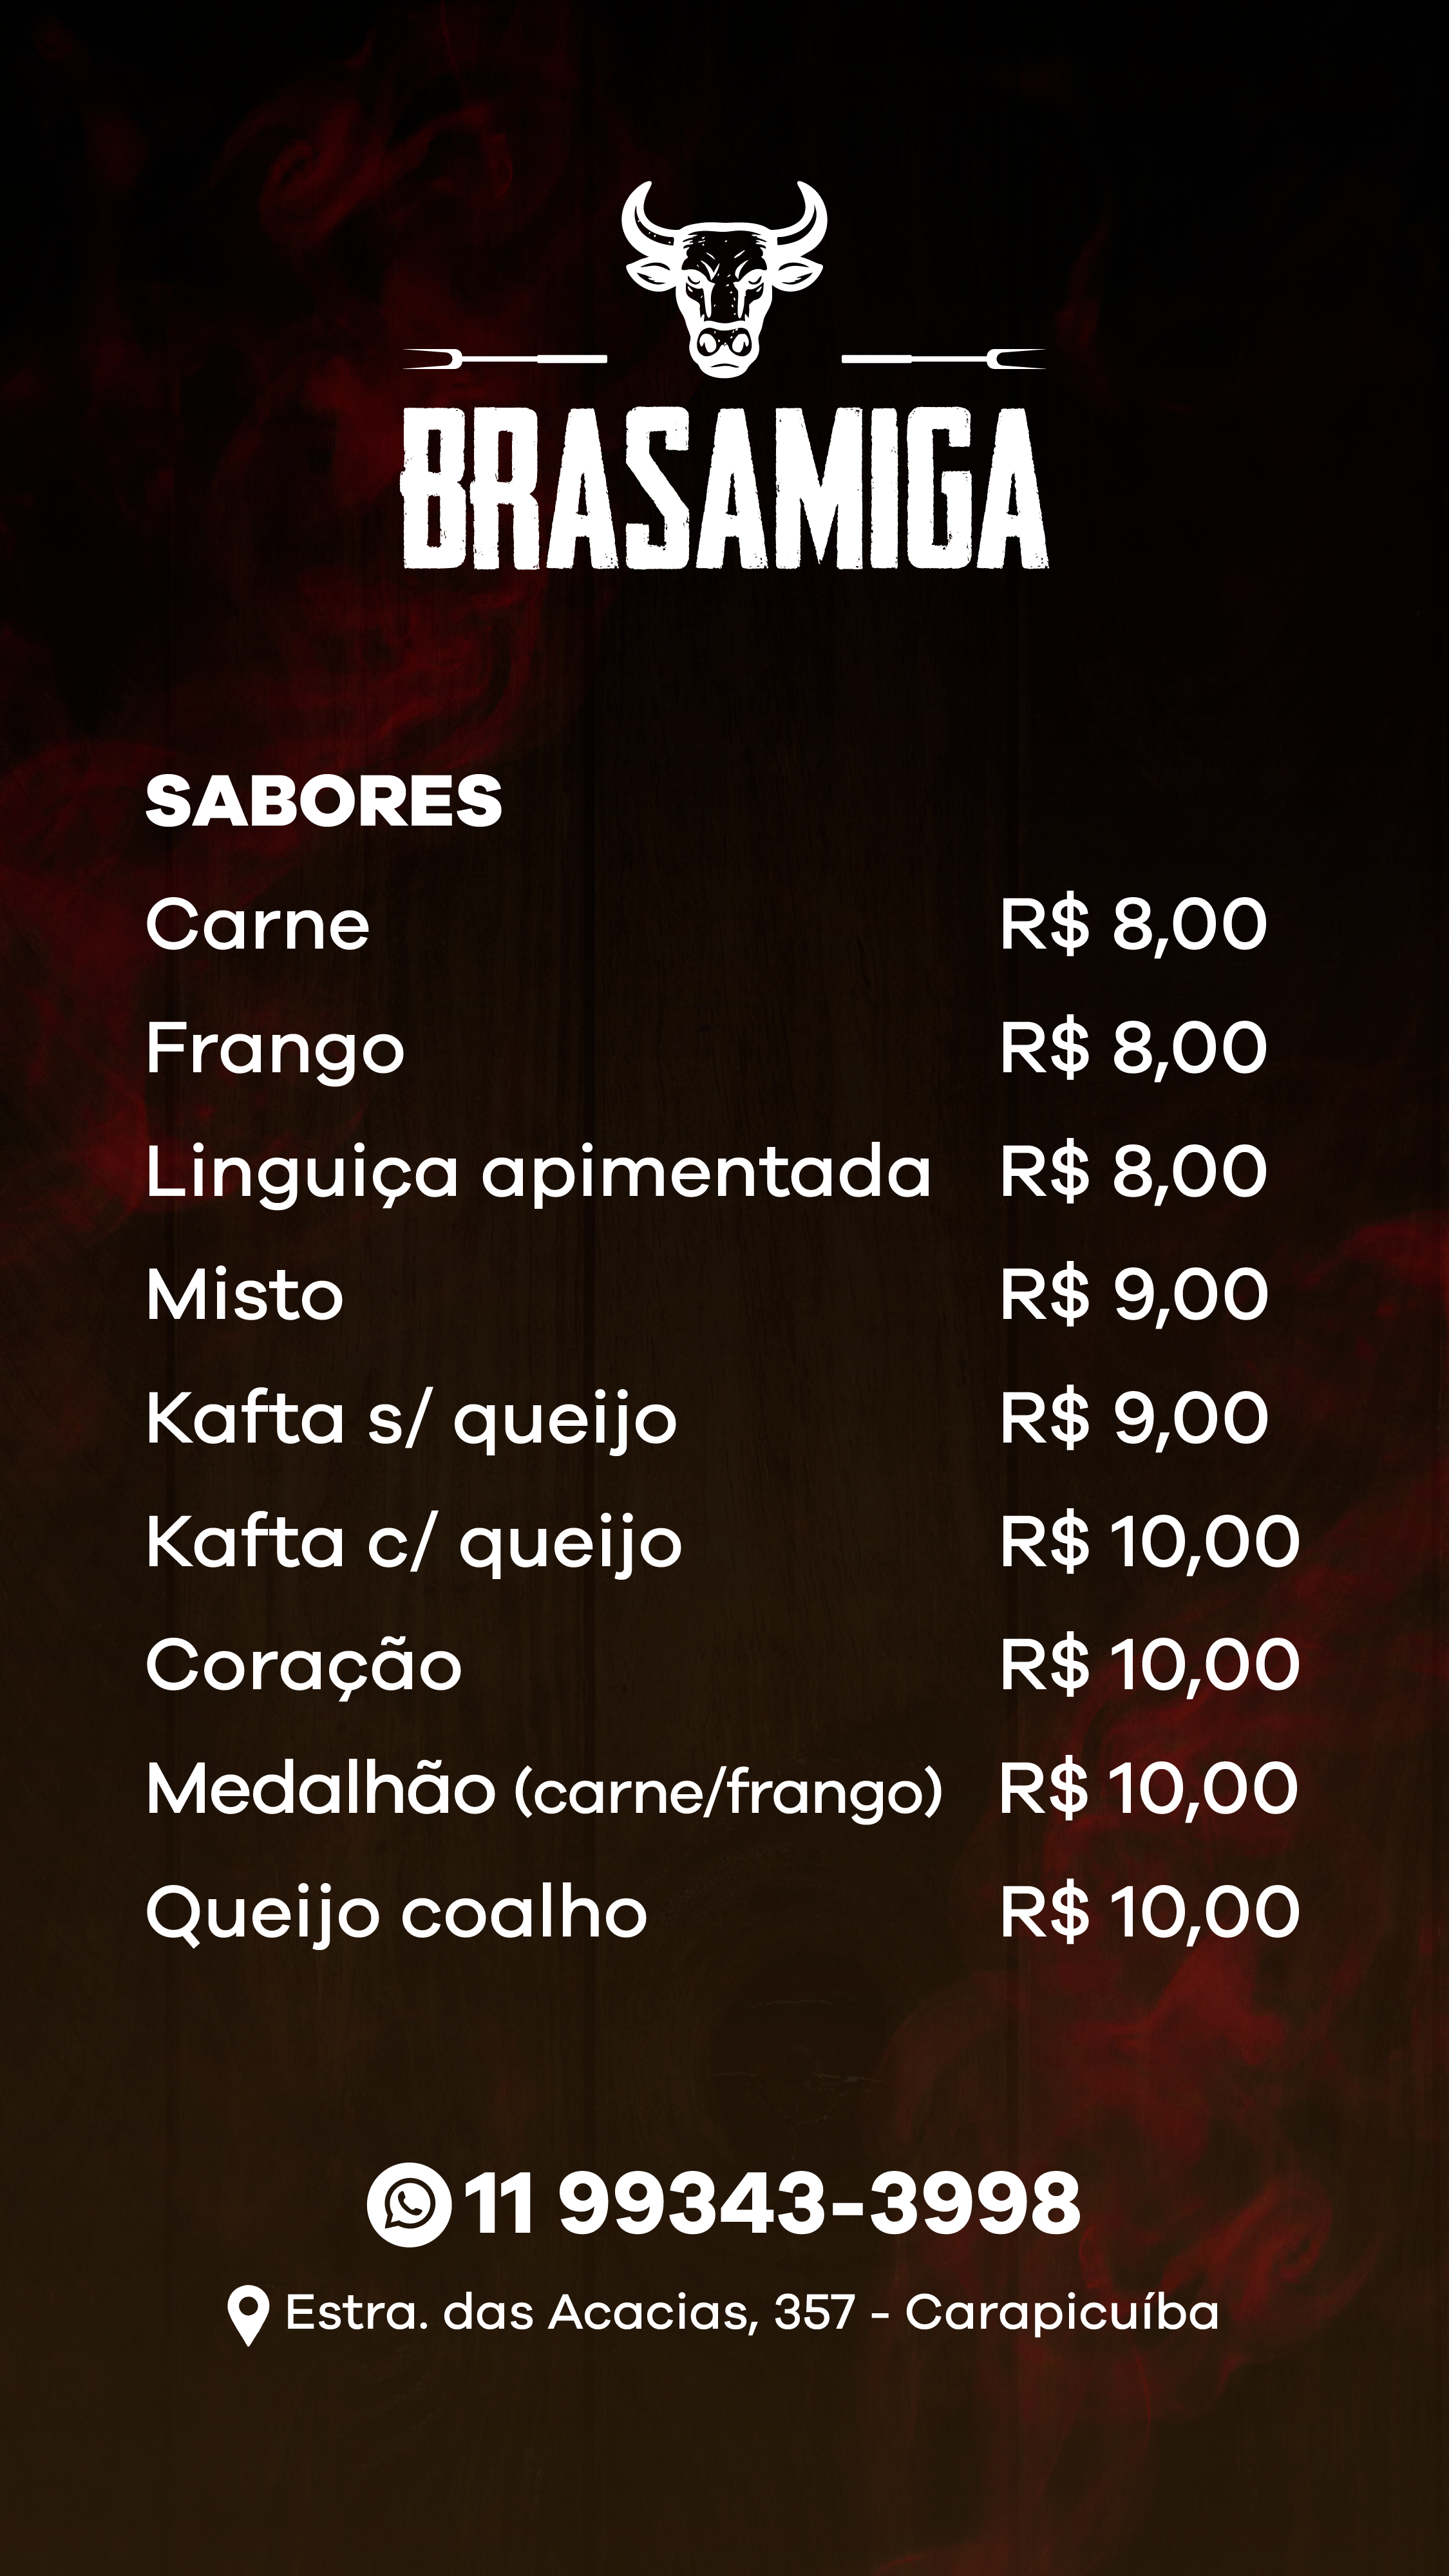 BRASAMIGA
SABORES
Carne R$ 8,00
Frango R$ 8,00
Linguiça apimentada R$ 8,00
Misto R$ 9,00
Kafta s/ queijo R$ 9,00
Kafta c/ queijo R$ 10,00
Coração R$ 10,00
Medalhão (carne/frango) R$ 10,00
Queijo coalho R$ 10,00
11 99343-3998
Estra. das Acacias, 357 - Carapicuíba